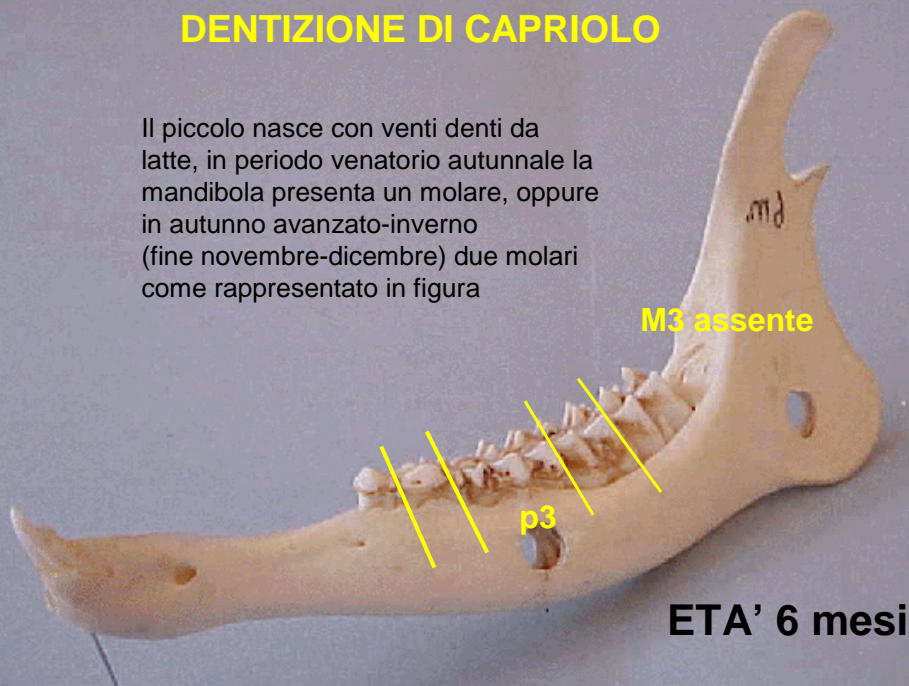 DENTIZIONE DI CAPRIOLO
Il piccolo nasce con venti denti da
latte, in periodo venatorio autunnale la
mandibola presenta un molare, oppure
in autunno avanzato-inverno
(fine novembre-dicembre) due molari
come rappresentato in figura
M3 assente
p3
ETA’ 6 mesi